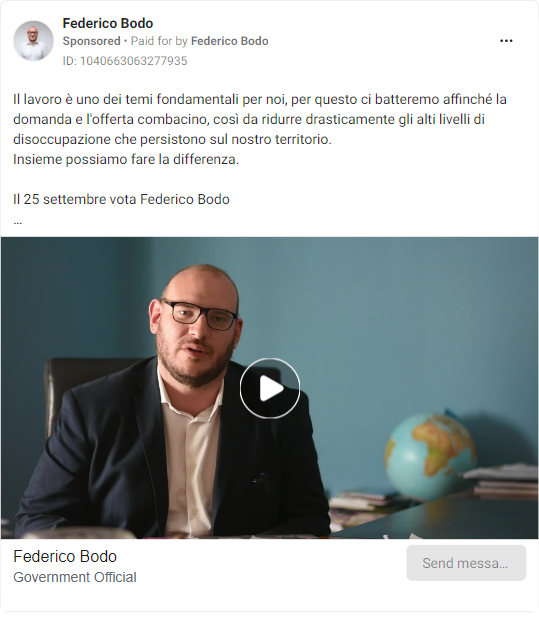 Federico Bodo
Sponsored • Paid for by Federico Bodo
ID: 1040663063277935
Il lavoro è uno dei temi fondamentali per noi, per questo ci batteremo affinché la
domanda e l'offerta combacino, così da ridurre drasticamente gli alti livelli di
disoccupazione che persistono sul nostro territorio.
Insieme possiamo fare la differenza.
Il 25 settembre vota Federico Bodo
...
Federico Bodo
Government Official
Send messa...